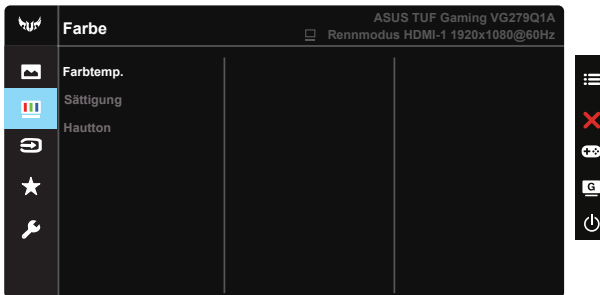 Farbe
ASUS TUF Gaming VG279Q1A
Rennmodus HDMI-1 1920x1080@60Hz
Farbtemp.
Sättigung
Hautton
G